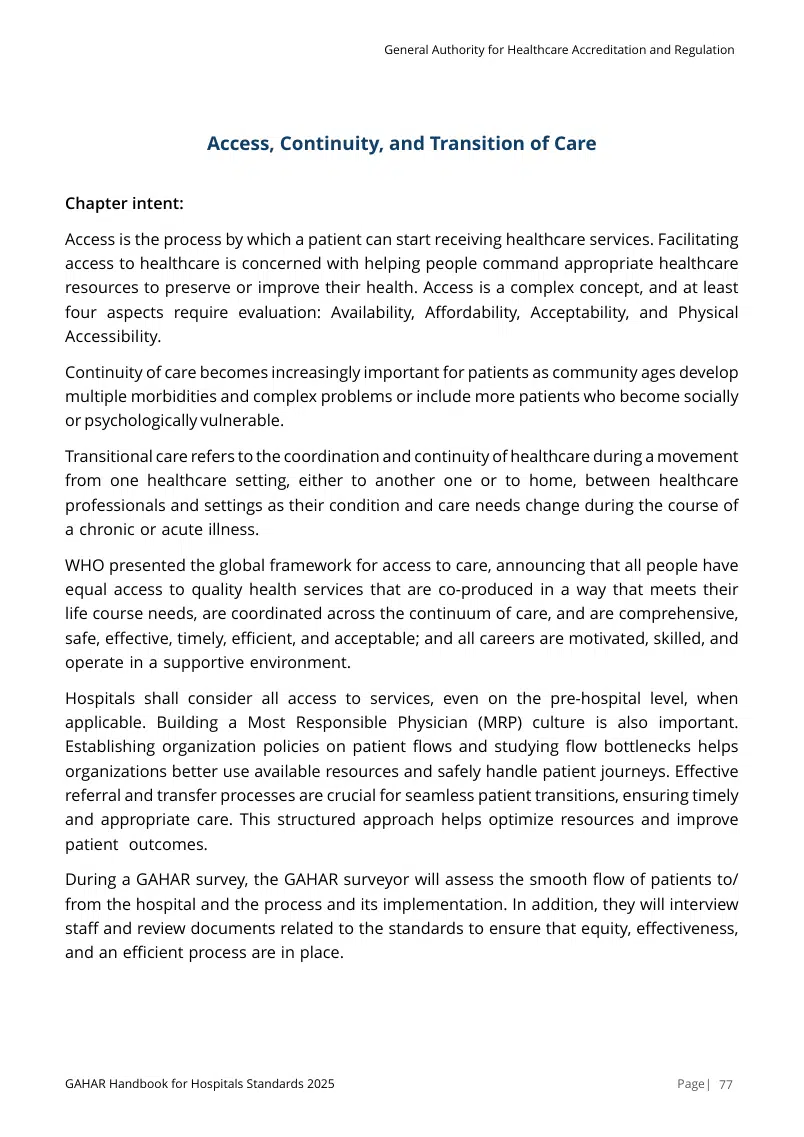 General Authority for Healthcare Accreditation and Regulation
Access, Continuity, and Transition of Care
Chapter intent:
Access is the process by which a patient can start receiving healthcare services. Facilitating
access to healthcare is concerned with helping people command appropriate healthcare
resources to preserve or improve their health. Access is a complex concept, and at least
four aspects require evaluation: Availability, Affordability, Acceptability, and Physical
Accessibility.
Continuity of care becomes increasingly important for patients as community ages develop
multiple morbidities and complex problems or include more patients who become socially
or psychologically vulnerable.
Transitional care refers to the coordination and continuity of healthcare during a movement
from one healthcare setting, either to another one or to home, between healthcare
professionals and settings as their condition and care needs change during the course of
a chronic or acute illness.
WHO presented the global framework for access to care, announcing that all people have
equal access to quality health services that are co-produced in a way that meets their
life course needs, are coordinated across the continuum of care, and are comprehensive,
safe, effective, timely, efficient, and acceptable; and all careers are motivated, skilled, and
operate in a supportive environment.
Hospitals shall consider all access to services, even on the pre-hospital level, when
applicable. Building a Most Responsible Physician (MRP) culture is also important.
Establishing organization policies on patient flows and studying flow bottlenecks helps
organizations better use available resources and safely handle patient journeys. Effective
referral and transfer processes are crucial for seamless patient transitions, ensuring timely
and appropriate care. This structured approach helps optimize resources and improve
patient outcomes.
During a GAHAR survey, the GAHAR surveyor will assess the smooth flow of patients to/
from the hospital and the process and its implementation. In addition, they will interview
staff and review documents related to the standards to ensure that equity, effectiveness,
and an efficient process are in place.
GAHAR Handbook for Hospitals Standards 2025
Page| 77